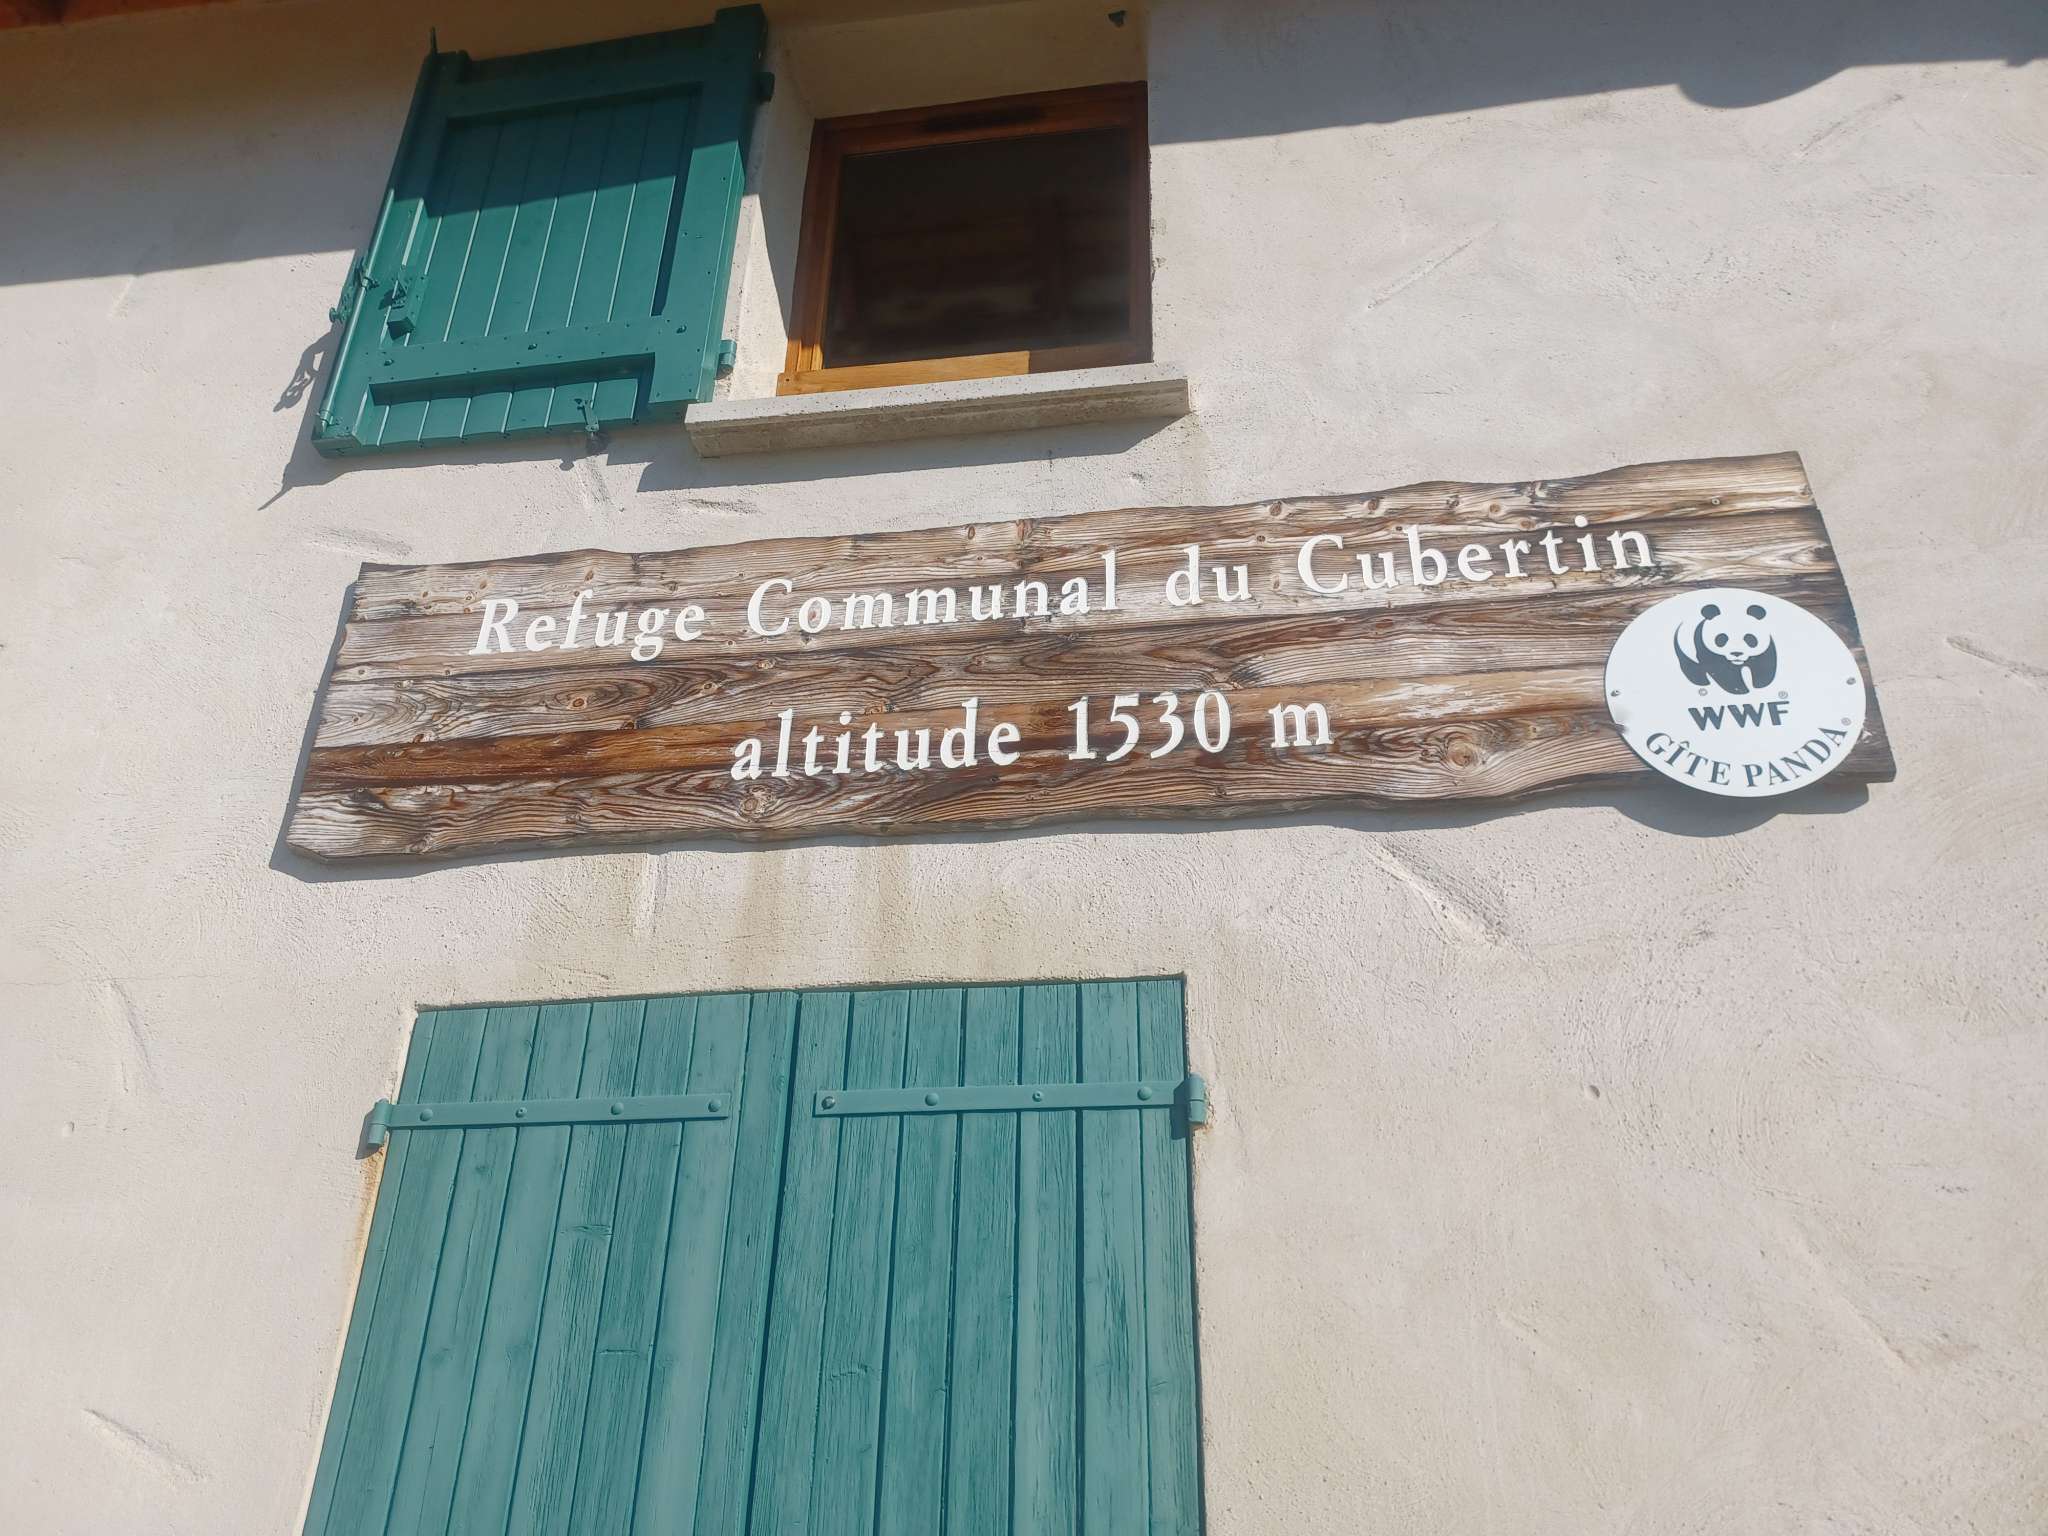 Refuge Communal du Cubertin
altitude 1530 m
© ®
WWF
GÎTE PANDA®